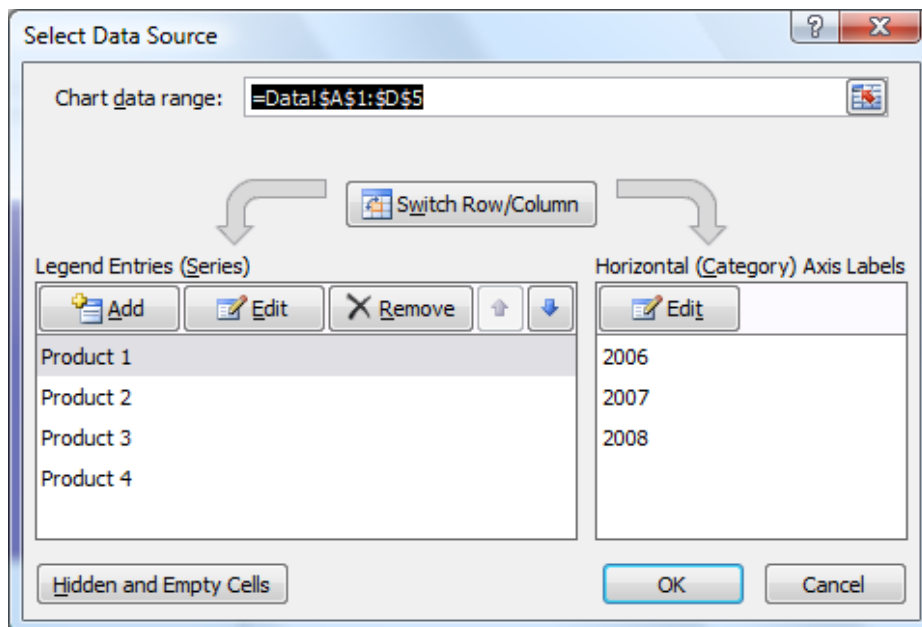 Select Data Source
?
X
Chart data range: =Data!$A$1:$D$5
Switch Row/Column
Legend Entries (Series)
Add Edit Remove
Product 1
Product 2
Product 3
Product 4
Horizontal (Category) Axis Labels
Edit
2006
2007
2008
Hidden and Empty Cells
OK Cancel